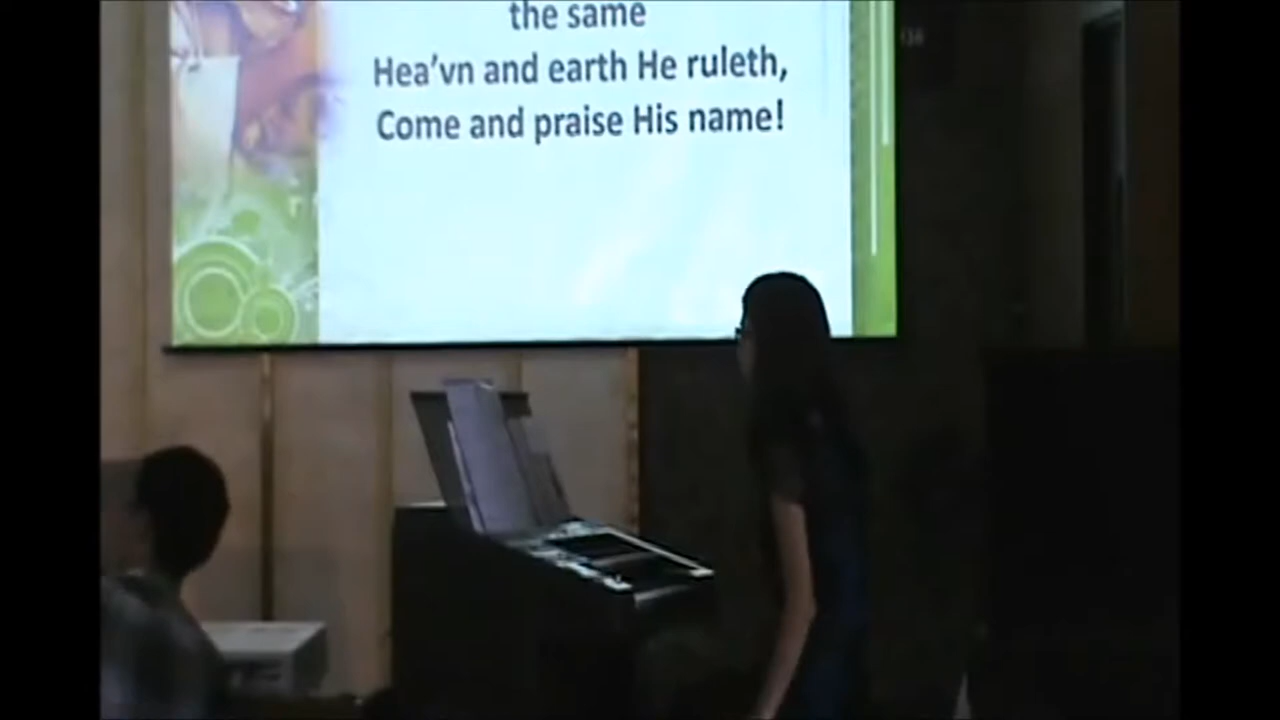 the same
Hea’vn and earth He ruleth,
Come and praise His name!